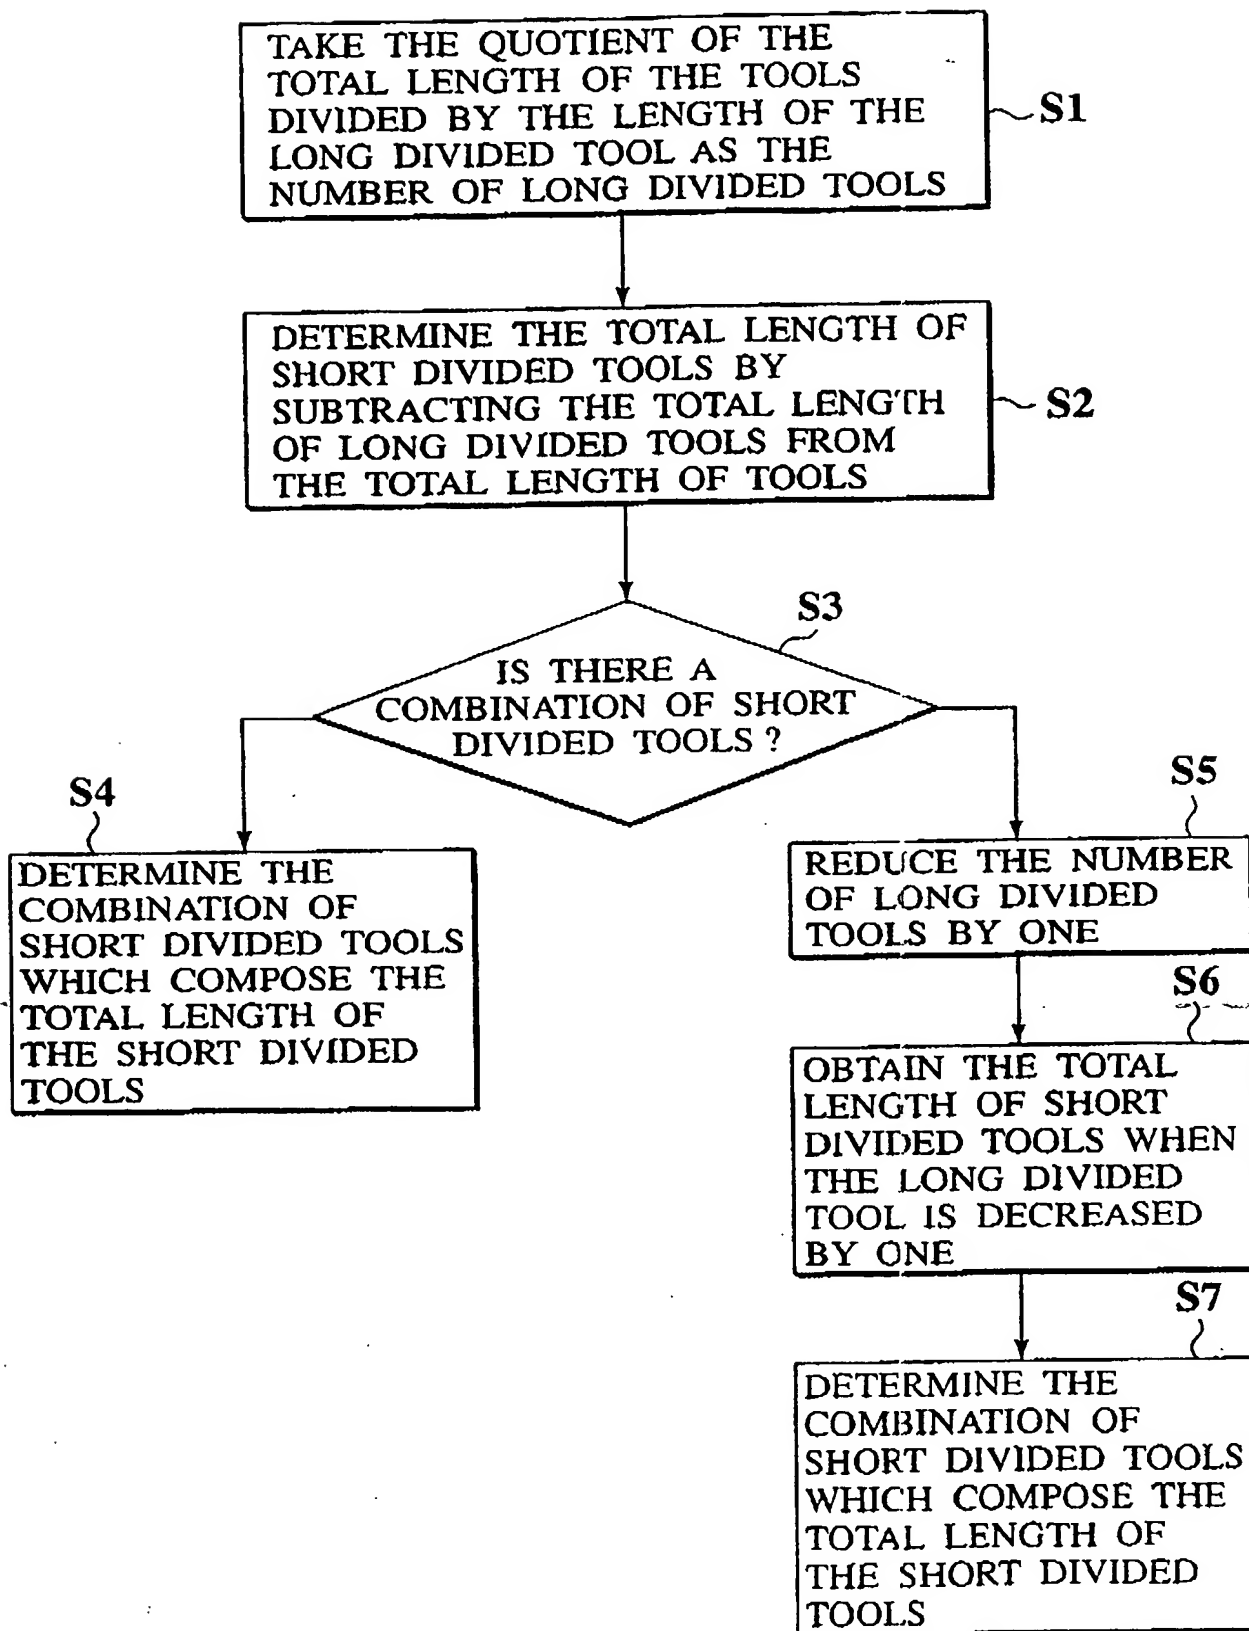 TAKE THE QUOTIENT OF THE
TOTAL LENGTH OF THE TOOLS
DIVIDED BY THE LENGTH OF THE
LONG DIVIDED TOOL AS THE
NUMBER OF LONG DIVIDED TOOLS
S1
DETERMINE THE TOTAL LENGTH OF
SHORT DIVIDED TOOLS BY
SUBTRACTING THE TOTAL LENGTH
OF LONG DIVIDED TOOLS FROM
THE TOTAL LENGTH OF TOOLS
S2
S3
IS THERE A
COMBINATION OF SHORT
DIVIDED TOOLS?
S4
DETERMINE THE
COMBINATION OF
SHORT DIVIDED TOOLS
WHICH COMPOSE THE
TOTAL LENGTH OF
THE SHORT DIVIDED
TOOLS
S5
REDUCE THE NUMBER
OF LONG DIVIDED
TOOLS BY ONE
S6
OBTAIN THE TOTAL
LENGTH OF SHORT
DIVIDED TOOLS WHEN
THE LONG DIVIDED
TOOL IS DECREASED
BY ONE
S7
DETERMINE THE
COMBINATION OF
SHORT DIVIDED TOOLS
WHICH COMPOSE THE
TOTAL LENGTH OF
THE SHORT DIVIDED
TOOLS